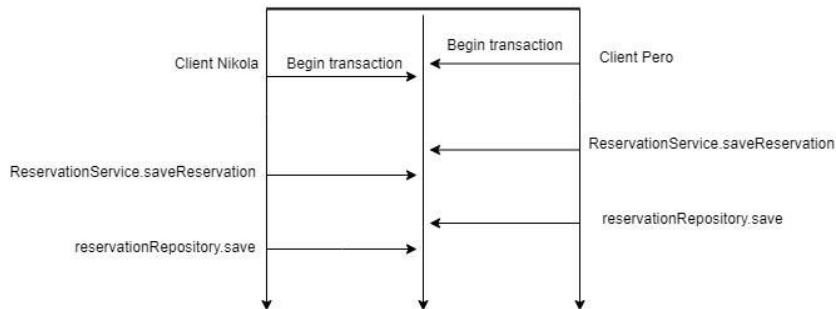 Begin transaction
Client Nikola
Begin transaction
Client Pero
ReservationService.saveReservation
ReservationService.saveReservation
reservationRepository.save
reservationRepository.save